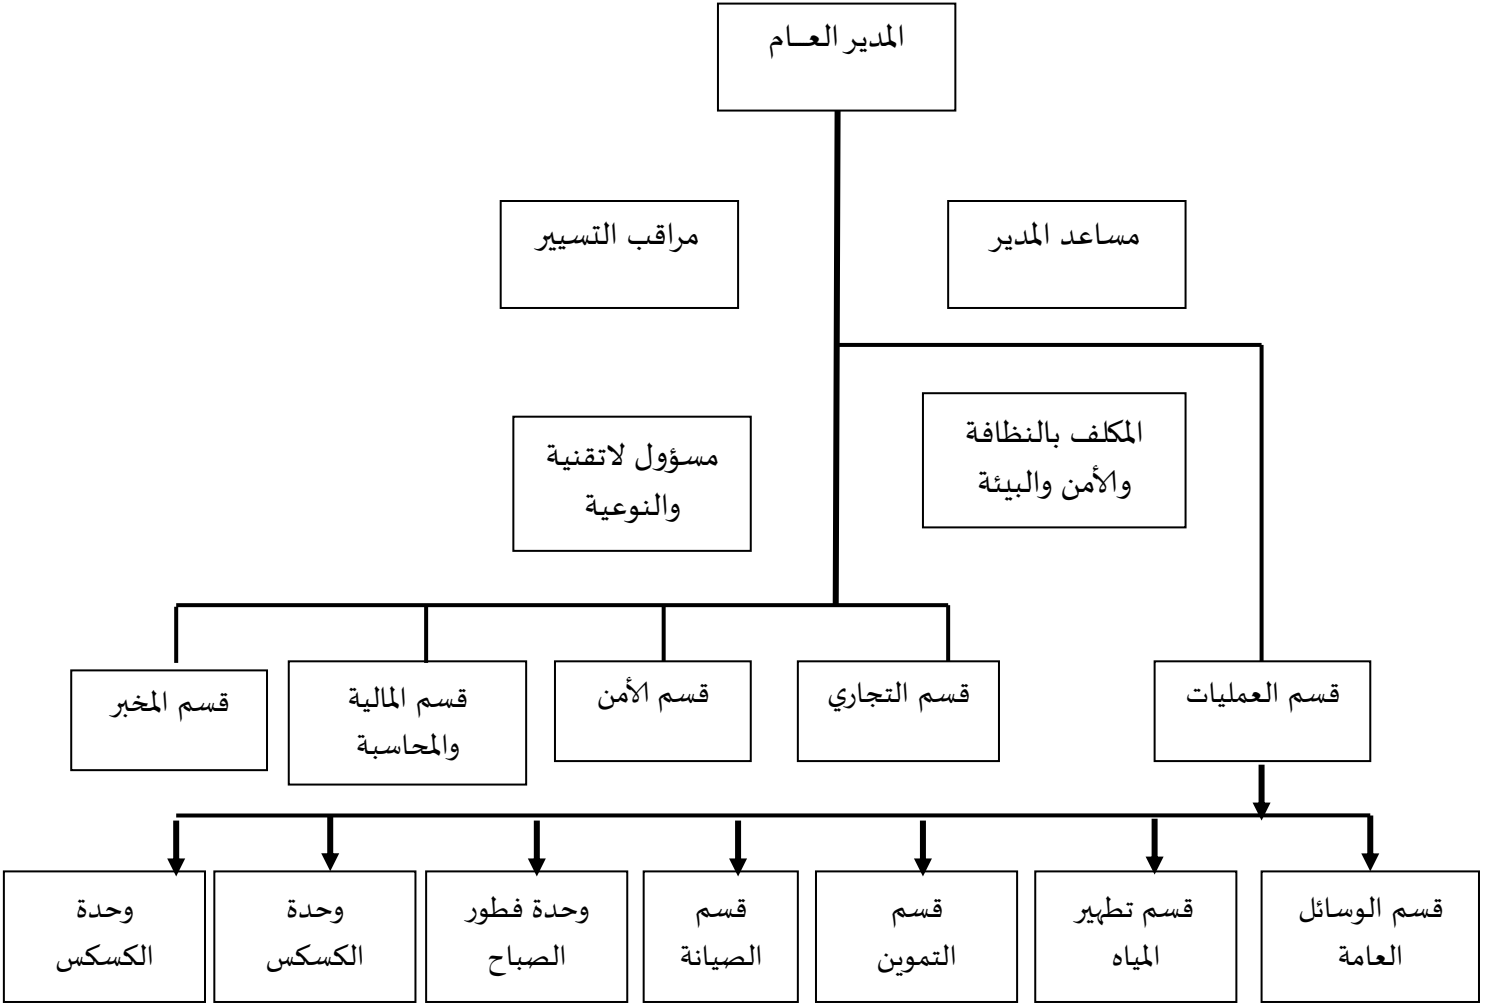 المدير العــام
مساعد المدير
مراقب التسيير
المكلف بالنظافة
والأمن والبيئة
مسؤول لاتقنية
والنوعية
قسم العمليات
قسم التجاري
قسم الأمن
قسم المالية
والمحاسبة
قسم المخبر
قسم الوسائل
العامة
قسم تطهير
المياه
قسم
التموين
قسم
الصيانة
وحدة فطور
الصباح
وحدة
الكسكس
وحدة
الكسكس